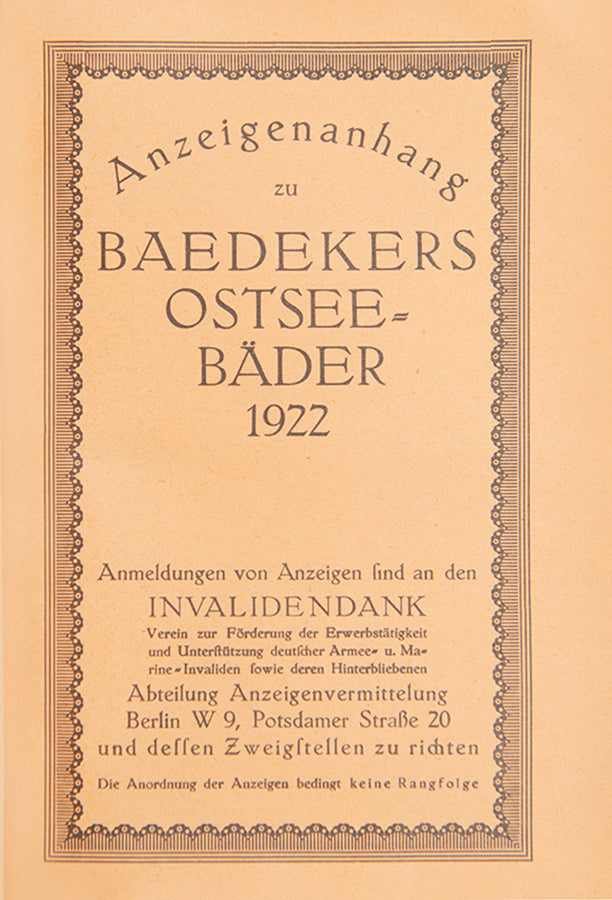 Anzeigenanhang
zu
BAEDEKERS
OSTSEE-
BÄDER
1922
Anmeldungen von Anzeigen ſind an den
INVALIDENDANK
Verein zur Förderung der Erwerbstätigkeit
und Unterſtützung deutſcher Armee- u. Ma-
rine-Invaliden ſowie deren Hinterbliebenen
Abteilung Anzeigenvermittelung
Berlin W 9, Potsdamer Straße 20
und deſſen Zweigſtellen zu richten
Die Anordnung der Anzeigen bedingt keine Rangfolge